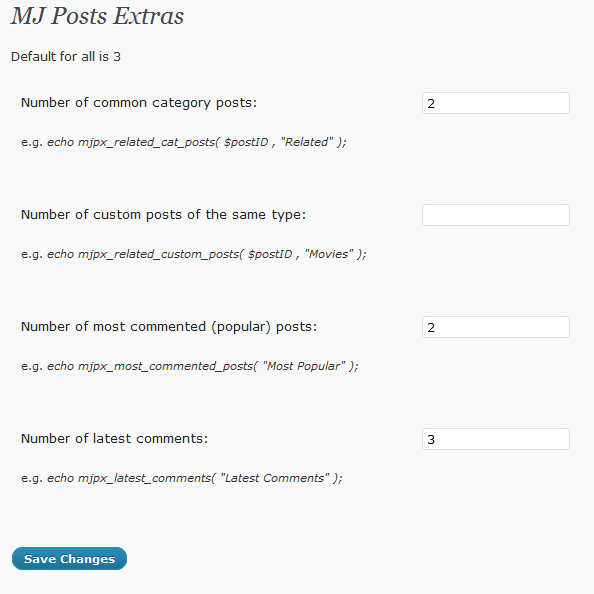 MJ Posts Extras
Default for all is 3
Number of common category posts: 2
e.g. echo mjpx_related_cat_posts( $postID , "Related" );
Number of custom posts of the same type:
e.g. echo mjpx_related_custom_posts( $postID , "Movies" );
Number of most commented (popular) posts: 2
e.g. echo mjpx_most_commented_posts( "Most Popular" );
Number of latest comments: 3
e.g. echo mjpx_latest_comments( "Latest Comments" );
Save Changes